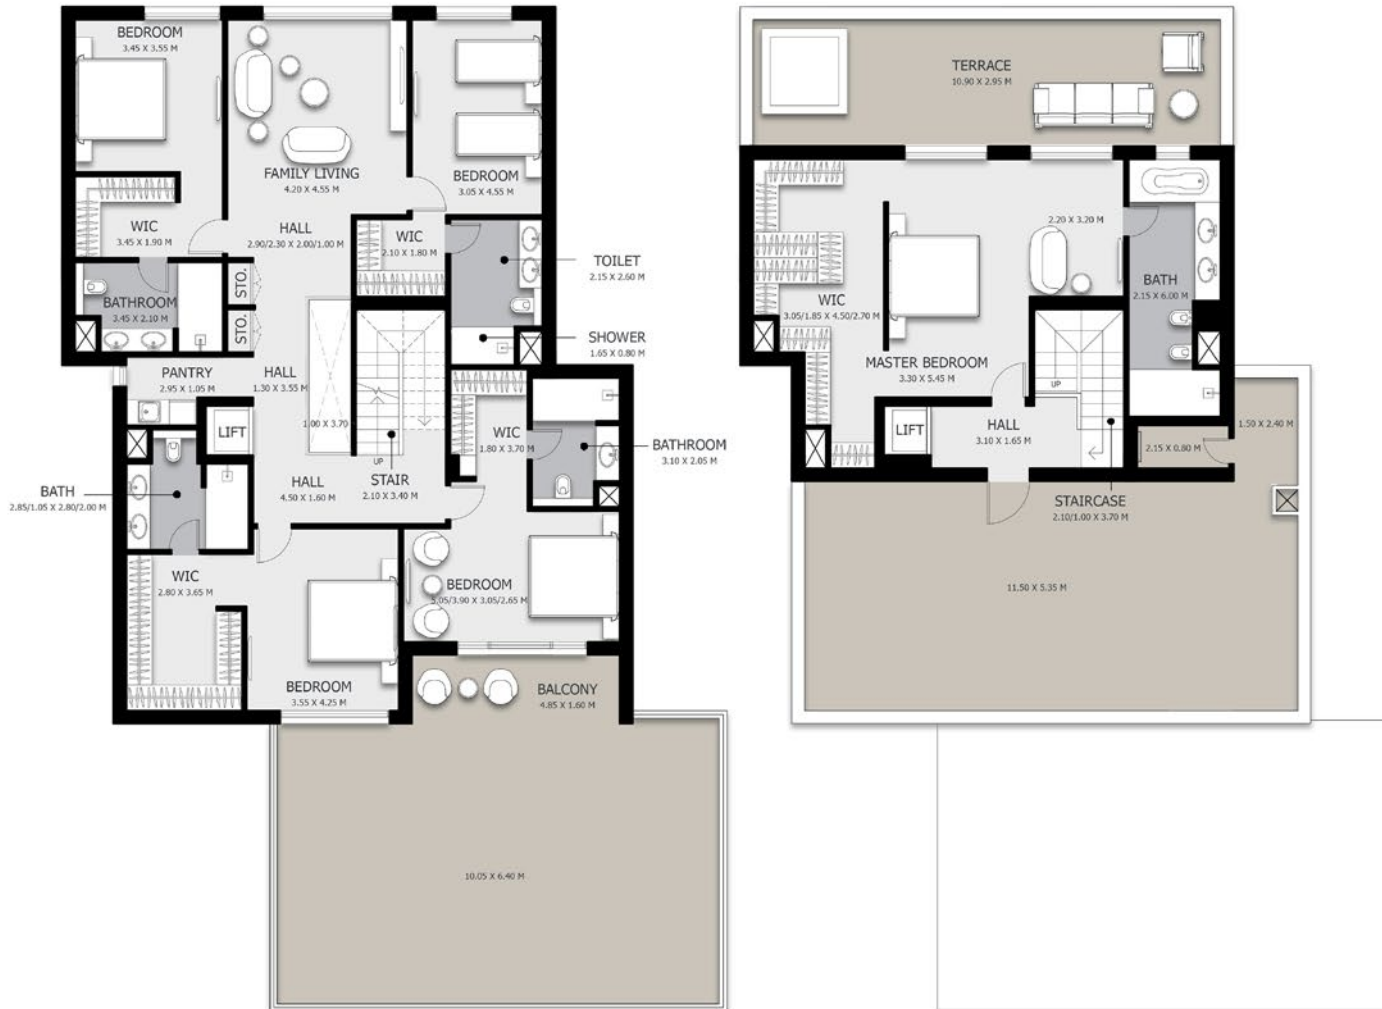 BEDROOM
3.45 X 3.55 M
FAMILY LIVING
4.20 X 4.55 M
BEDROOM
3.05 X 4.55 M
WIC
3.45 X 1.90 M
HALL
2.90/2.30 X 2.00/1.00 M
WIC
2.10 X 1.80 M
TOILET
2.15 X 2.60 M
STO.
BATHROOM
3.45 X 2.10 M
STO.
SHOWER
1.65 X 0.80 M
PANTRY
2.95 X 1.05 M
HALL
1.30 X 3.55 M
1.00 X 3.70
LIFT
WIC
1.80 X 3.70 M
BATHROOM
3.10 X 2.05 M
UP
STAIR
2.10 X 3.40 M
HALL
4.50 X 1.60 M
BATH
2.85/1.05 X 2.80/2.00 M
WIC
2.80 X 3.65 M
BEDROOM
/3.90 X 3.05/2.65 M
BEDROOM
3.55 X 4.25 M
BALCONY
4.85 X 1.60 M
10.05 X 6.40 M
TERRACE
10.90 X 2.95 M
2.20 X 3.20 M
BATH
2.15 X 6.00 M
WIC
3.05/1.85 X 4.50/2.70 M
MASTER BEDROOM
3.30 X 5.45 M
UP
LIFT
HALL
3.10 X 1.65 M
1.50 X 2.40 M
2.15 X 0.80 M
STAIRCASE
2.10/1.00 X 3.70 M
11.50 X 5.35 M